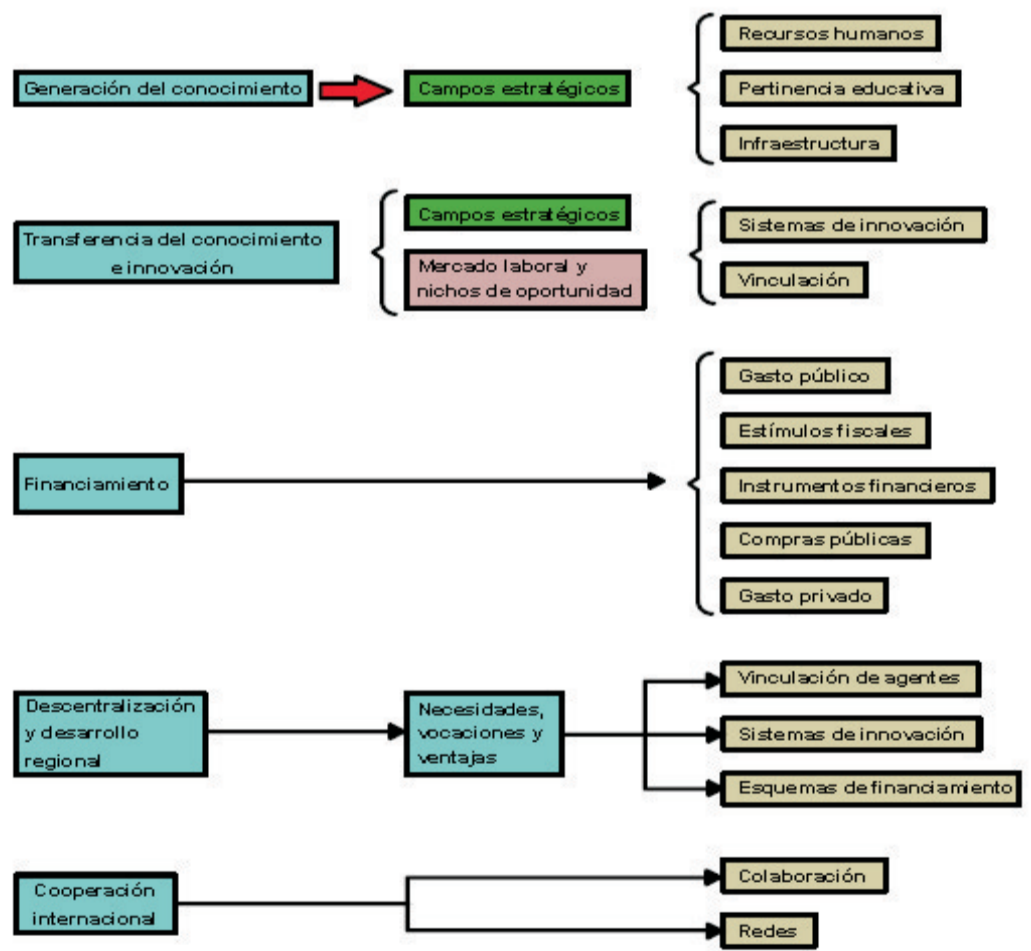 Generación del conocimiento
Campos estratégicos
Recursos humanos
Pertinencia educativa
Infraestructura
Transferencia del conocimiento
e innovación
Campos estratégicos
Mercado laboral y
nichos de oportunidad
Sistemas de innovación
Vinculación
Financiamiento
Gasto público
Estímulos fiscales
Instrumentos financieros
Compras públicas
Gasto privado
Descentralización
y desarrollo
regional
Necesidades,
vocaciones y
ventajas
Vinculación de agentes
Sistemas de innovación
Esquemas de financiamiento
Cooperación
internacional
Colaboración
Redes